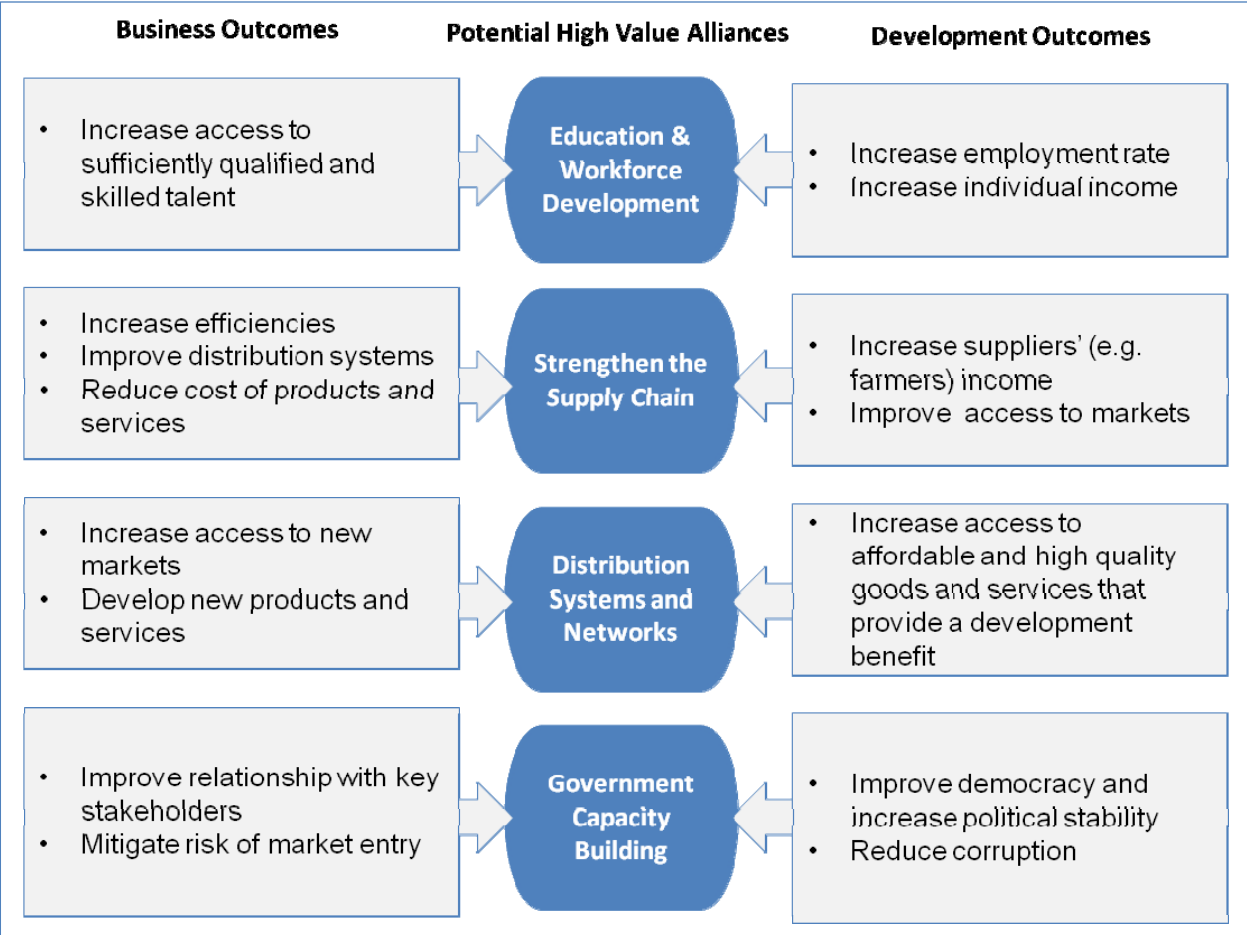 Business Outcomes
Potential High Value Alliances
Development Outcomes
• Increase access to
sufficiently qualified and
skilled talent
Education &
Workforce
Development
• Increase employment rate
• Increase individual income
• Increase efficiencies
• Improve distribution systems
• Reduce cost of products and
services
Strengthen the
Supply Chain
• Increase suppliers' (e.g.
farmers) income
• Improve access to markets
• Increase access to new
markets
• Develop new products and
services
Distribution
Systems and
Networks
• Increase access to
affordable and high quality
goods and services that
provide a development
benefit
• Improve relationship with key
stakeholders
• Mitigate risk of market entry
Government
Capacity
Building
• Improve democracy and
increase political stability
• Reduce corruption